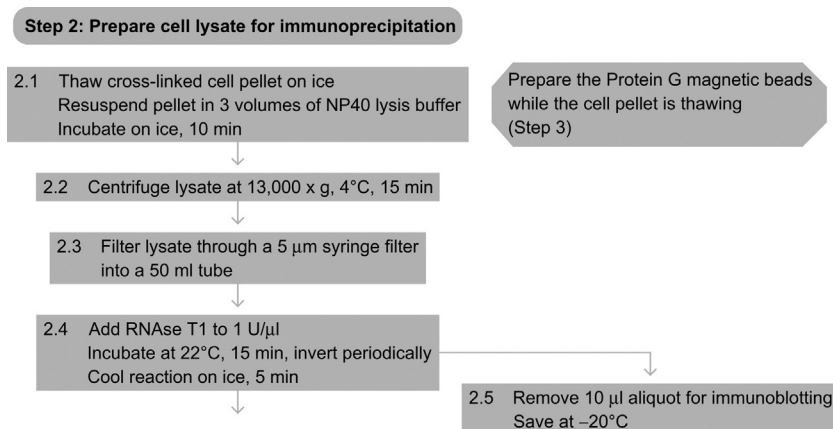 Step 2: Prepare cell lysate for immunoprecipitation
2.1 Thaw cross-linked cell pellet on ice
Resuspend pellet in 3 volumes of NP40 lysis buffer
Incubate on ice, 10 min
Prepare the Protein G magnetic beads
while the cell pellet is thawing
(Step 3)
2.2 Centrifuge lysate at 13,000 x g, 4°C, 15 min
2.3 Filter lysate through a 5 μm syringe filter
into a 50 ml tube
2.4 Add RNAse T1 to 1 U/μl
Incubate at 22°C, 15 min, invert periodically
Cool reaction on ice, 5 min
2.5 Remove 10 μl aliquot for immunoblotting
Save at –20°C